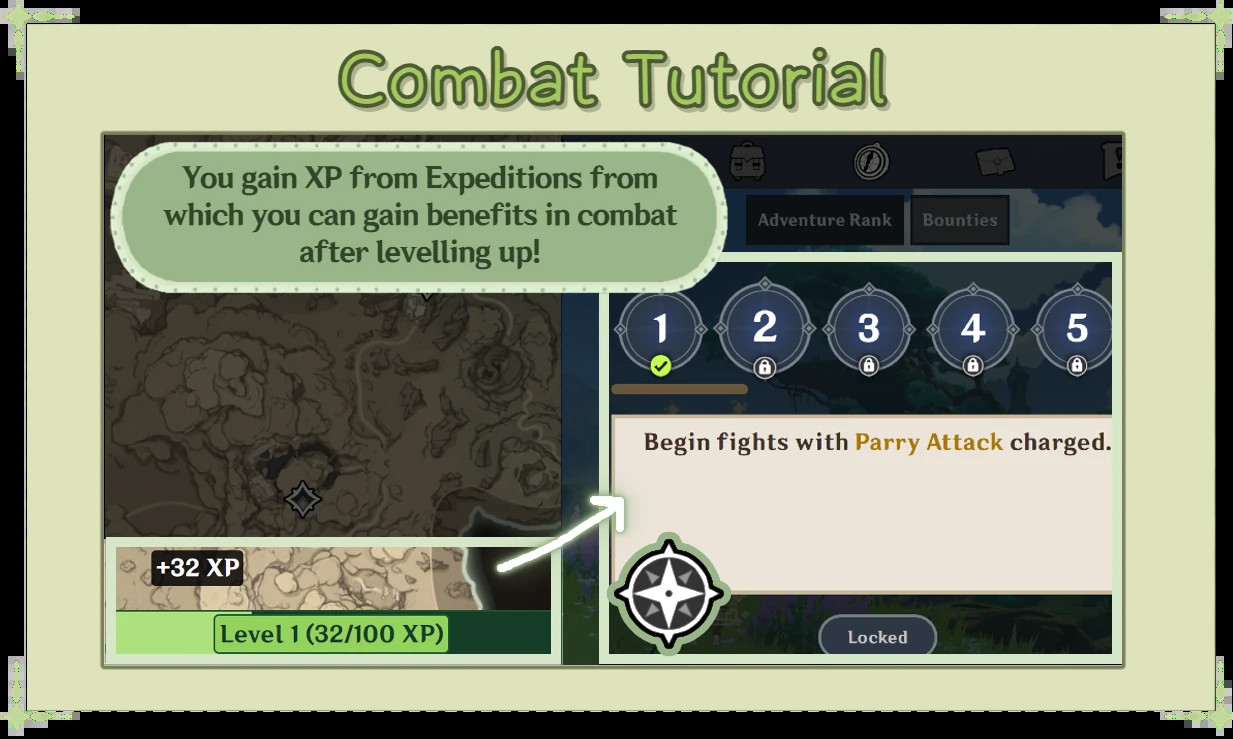 Combat Tutorial
You gain XP from Expeditions from
which you can gain benefits in combat
after levelling up!
Adventure Rank
Bounties
1
2
3
4
5
Begin fights with Parry Attack charged.
+32 XP
Level 1 (32/100 XP)
Locked